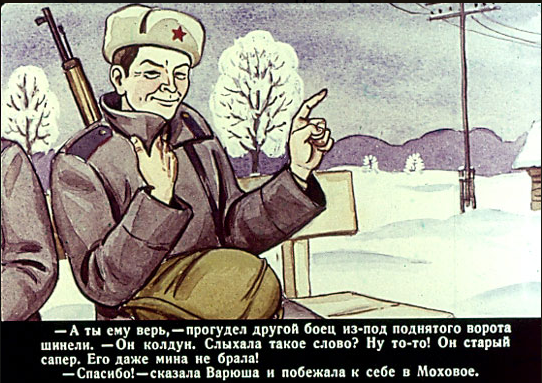 —А ты ему верь,—прогудел другой боец из-под поднятого ворота
шинели. —Он колдун. Слыхала такое слово? Ну то-то! Он старый
сапер. Его даже мина не брала!
—Спасибо!—сказала Варюша и побежала к себе в Моховое.